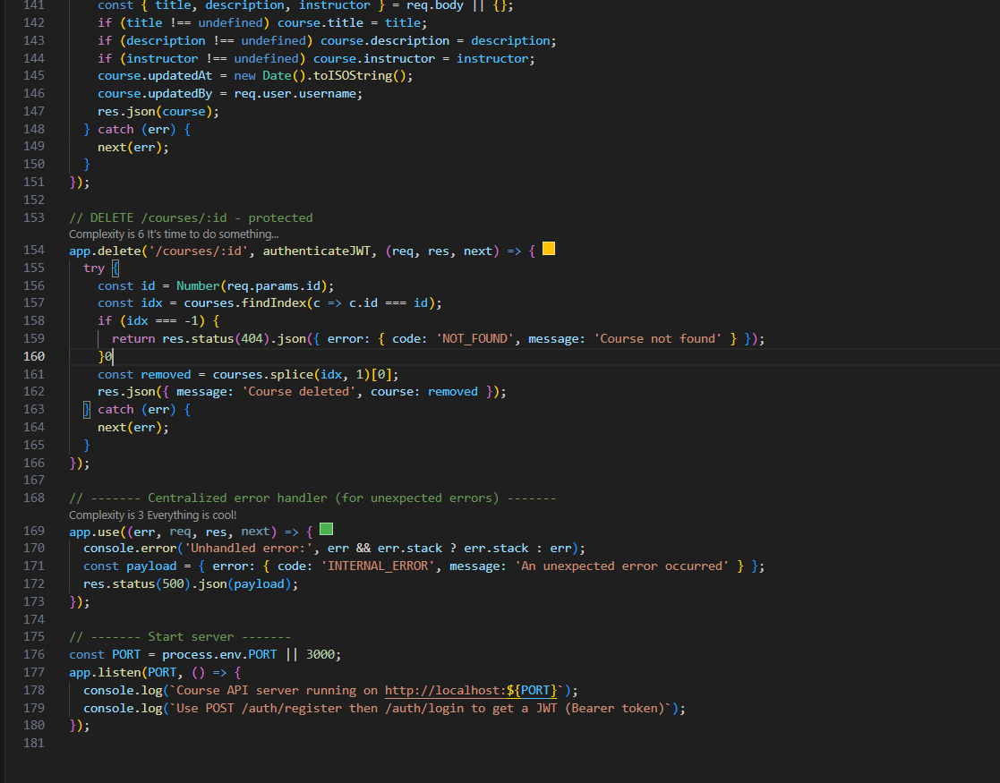 141 const { title, description, instructor } = req.body || {};
142 if (title !== undefined) course.title = title;
143 if (description !== undefined) course.description = description;
144 if (instructor !== undefined) course.instructor = instructor;
145 course.updatedAt = new Date().toISOString();
146 course.updatedBy = req.user.username;
147 res.json(course);
148 } catch (err) {
149 next(err);
150 }
151 });
152
153 // DELETE /courses/:id - protected
Complexity is 6 It's time to do something...
154 app.delete('/courses/:id', authenticateJWT, (req, res, next) => {
155 try {
156 const id = Number(req.params.id);
157 const idx = courses.findIndex(c => c.id === id);
158 if (idx === -1) {
159 return res.status(404).json({ error: { code: 'NOT_FOUND', message: 'Course not found' } });
160 }0
161 const removed = courses.splice(idx, 1)[0];
162 res.json({ message: 'Course deleted', course: removed });
163 } catch (err) {
164 next(err);
165 }
166 });
167
168 // ------- Centralized error handler (for unexpected errors) -------
Complexity is 3 Everything is cool!
169 app.use((err, req, res, next) => {
170 console.error('Unhandled error:', err && err.stack ? err.stack : err);
171 const payload = { error: { code: 'INTERNAL_ERROR', message: 'An unexpected error occurred' } };
172 res.status(500).json(payload);
173 });
174
175 // ------- Start server -------
176 const PORT = process.env.PORT || 3000;
177 app.listen(PORT, () => {
178 console.log(`Course API server running on http://localhost:${PORT}`);
179 console.log(`Use POST /auth/register then /auth/login to get a JWT (Bearer token)`);
180 });
181